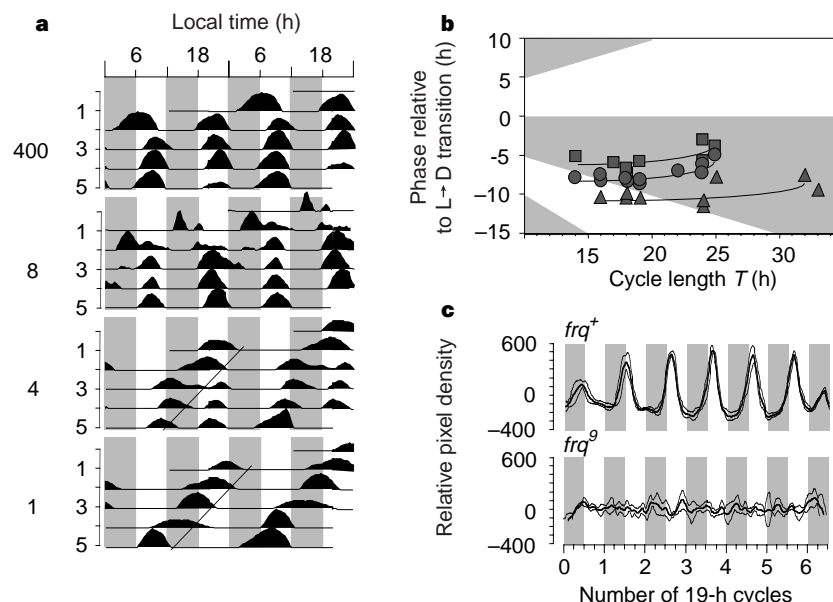 a
Local time (h)
6 18 6 18
400
1
3
5
8
1
3
5
4
1
3
5
1
1
3
5
b
Phase relative
to L→D transition (h)
10
5
0
−5
−10
−15
15 20 25 30
Cycle length T (h)
c
frq+
Relative pixel density
600
0
−400
frq9
600
0
−400
0 1 2 3 4 5 6
Number of 19-h cycles